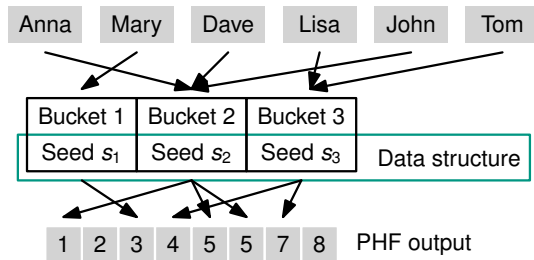 Anna Mary Dave Lisa John Tom
Bucket 1 Bucket 2 Bucket 3
Seed s₁ Seed s₂ Seed s₃ Data structure
1 2 3 4 5 5 7 8 PHF output